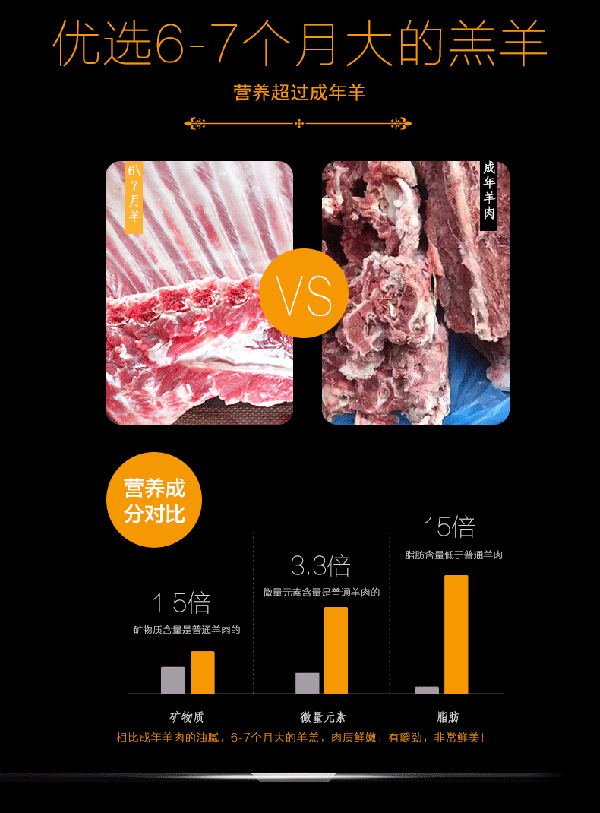 优选6-7个月大的羔羊
营养超过成年羊
6\7月羊
成年羊肉
VS
营养成
分对比
1.5倍
矿物质含量是普通羊肉的
3.3倍
微量元素含量是普通羊肉的
15倍
脂肪含量低于普通羊肉
矿物质
微量元素
脂肪
相比成年羊肉的油腻，6-7个月大的羊羔，肉质鲜嫩，有嚼劲，非常鲜美！